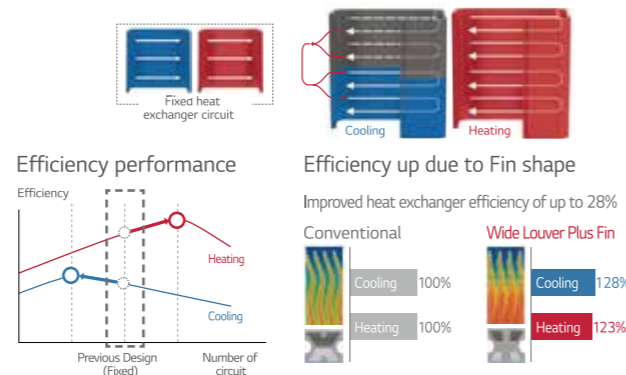 Fixed heat
exchanger circuit
Cooling
Heating
Efficiency performance
Efficiency
Heating
Cooling
Previous Design
(Fixed)
Number of
circuit
Efficiency up due to Fin shape
Improved heat exchanger efficiency of up to 28%
Conventional
Cooling 100%
Heating 100%
Wide Louver Plus Fin
Cooling 128%
Heating 123%